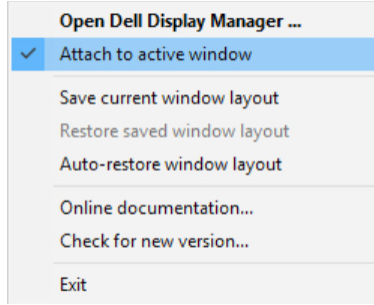 Open Dell Display Manager ...
Attach to active window
Save current window layout
Restore saved window layout
Auto-restore window layout
Online documentation...
Check for new version...
Exit